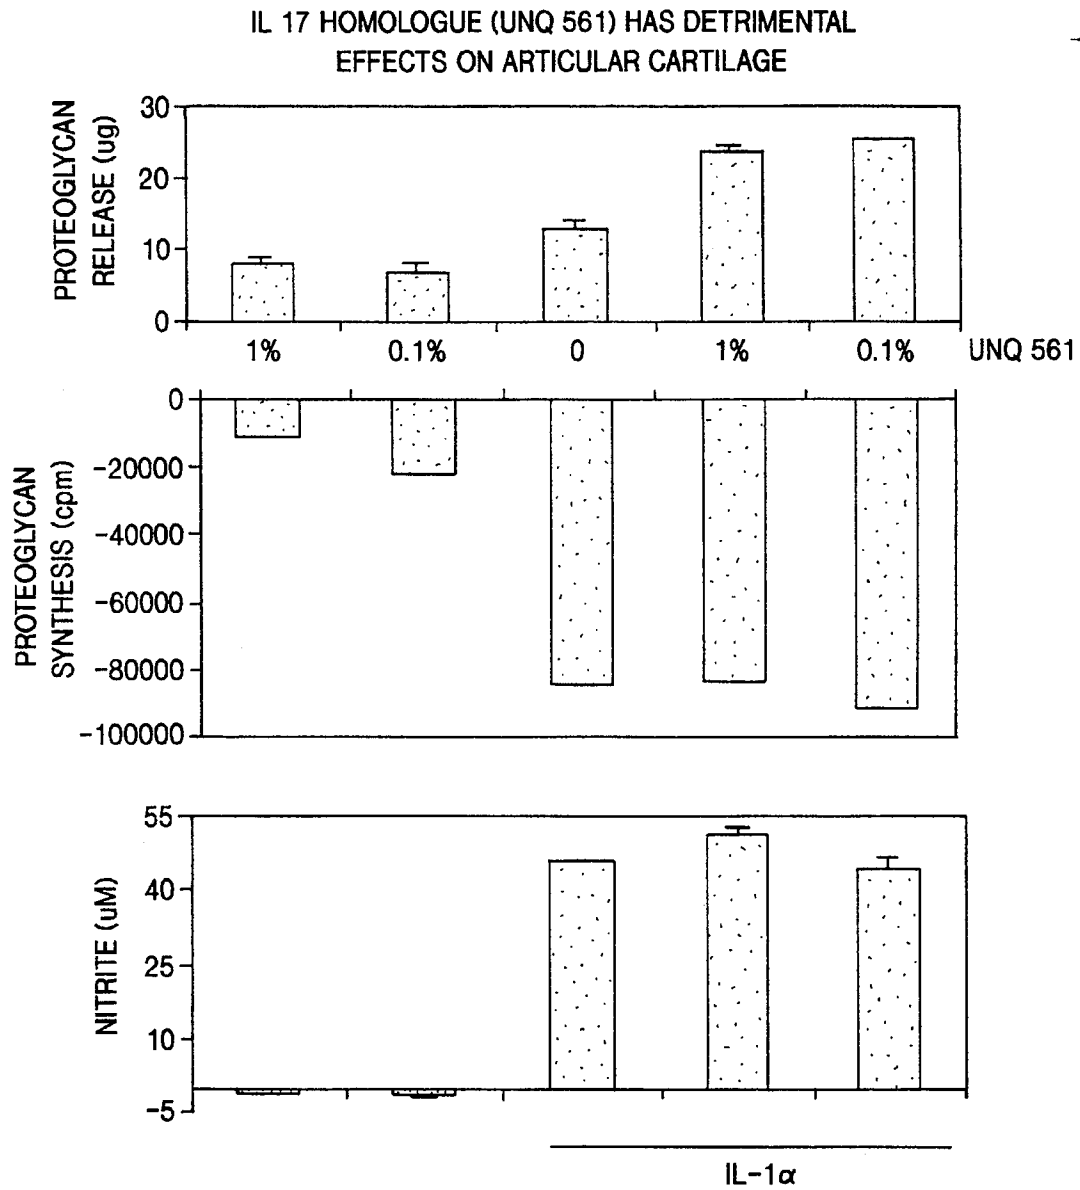 IL 17 HOMOLOGUE (UNQ 561) HAS DETRIMENTAL
EFFECTS ON ARTICULAR CARTILAGE
PROTEOGLYCAN
RELEASE (ug)
30
20
10
0
1% 0.1% 0 1% 0.1% UNQ 561
PROTEOGLYCAN
SYNTHESIS (cpm)
0
-20000
-40000
-60000
-80000
-100000
NITRITE (uM)
55
40
25
10
-5
IL-1α